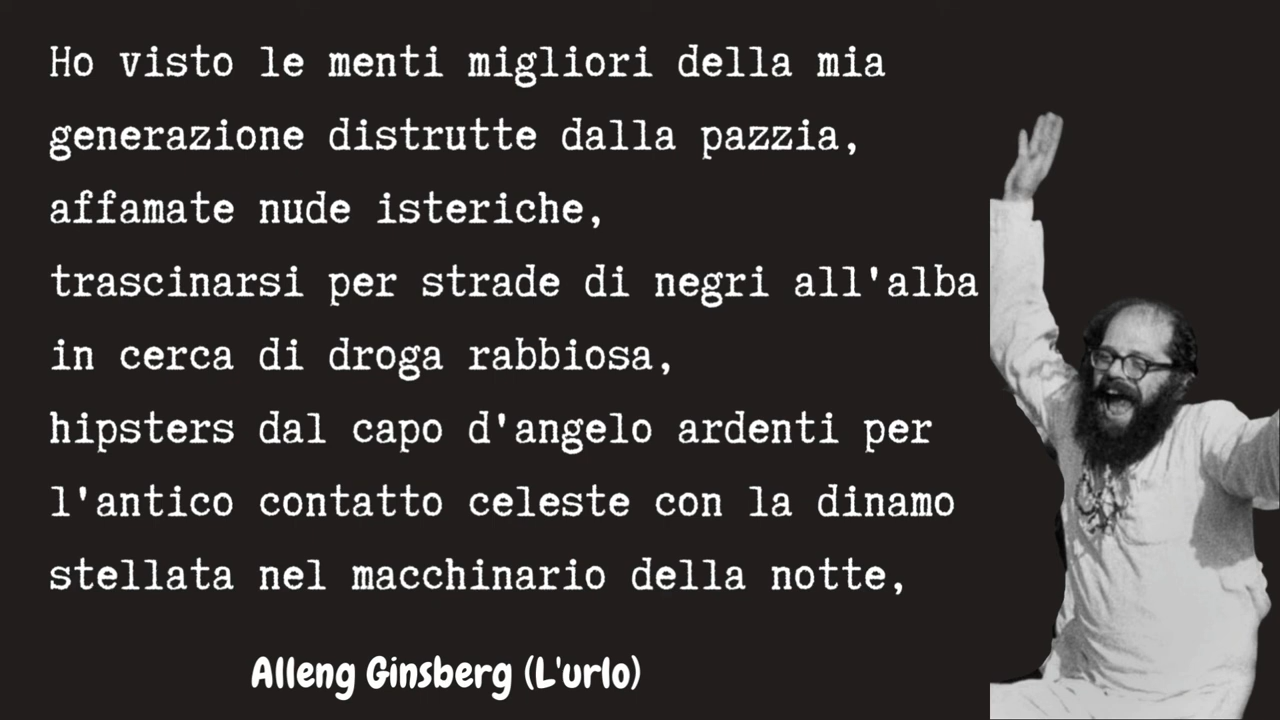 Ho visto le menti migliori della mia
generazione distrutte dalla pazzia,
affamate nude isteriche,
trascinarsi per strade di negri all'alba
in cerca di droga rabbiosa,
hipsters dal capo d'angelo ardenti per
l'antico contatto celeste con la dinamo
stellata nel macchinario della notte,
Alleng Ginsberg (L'urlo)